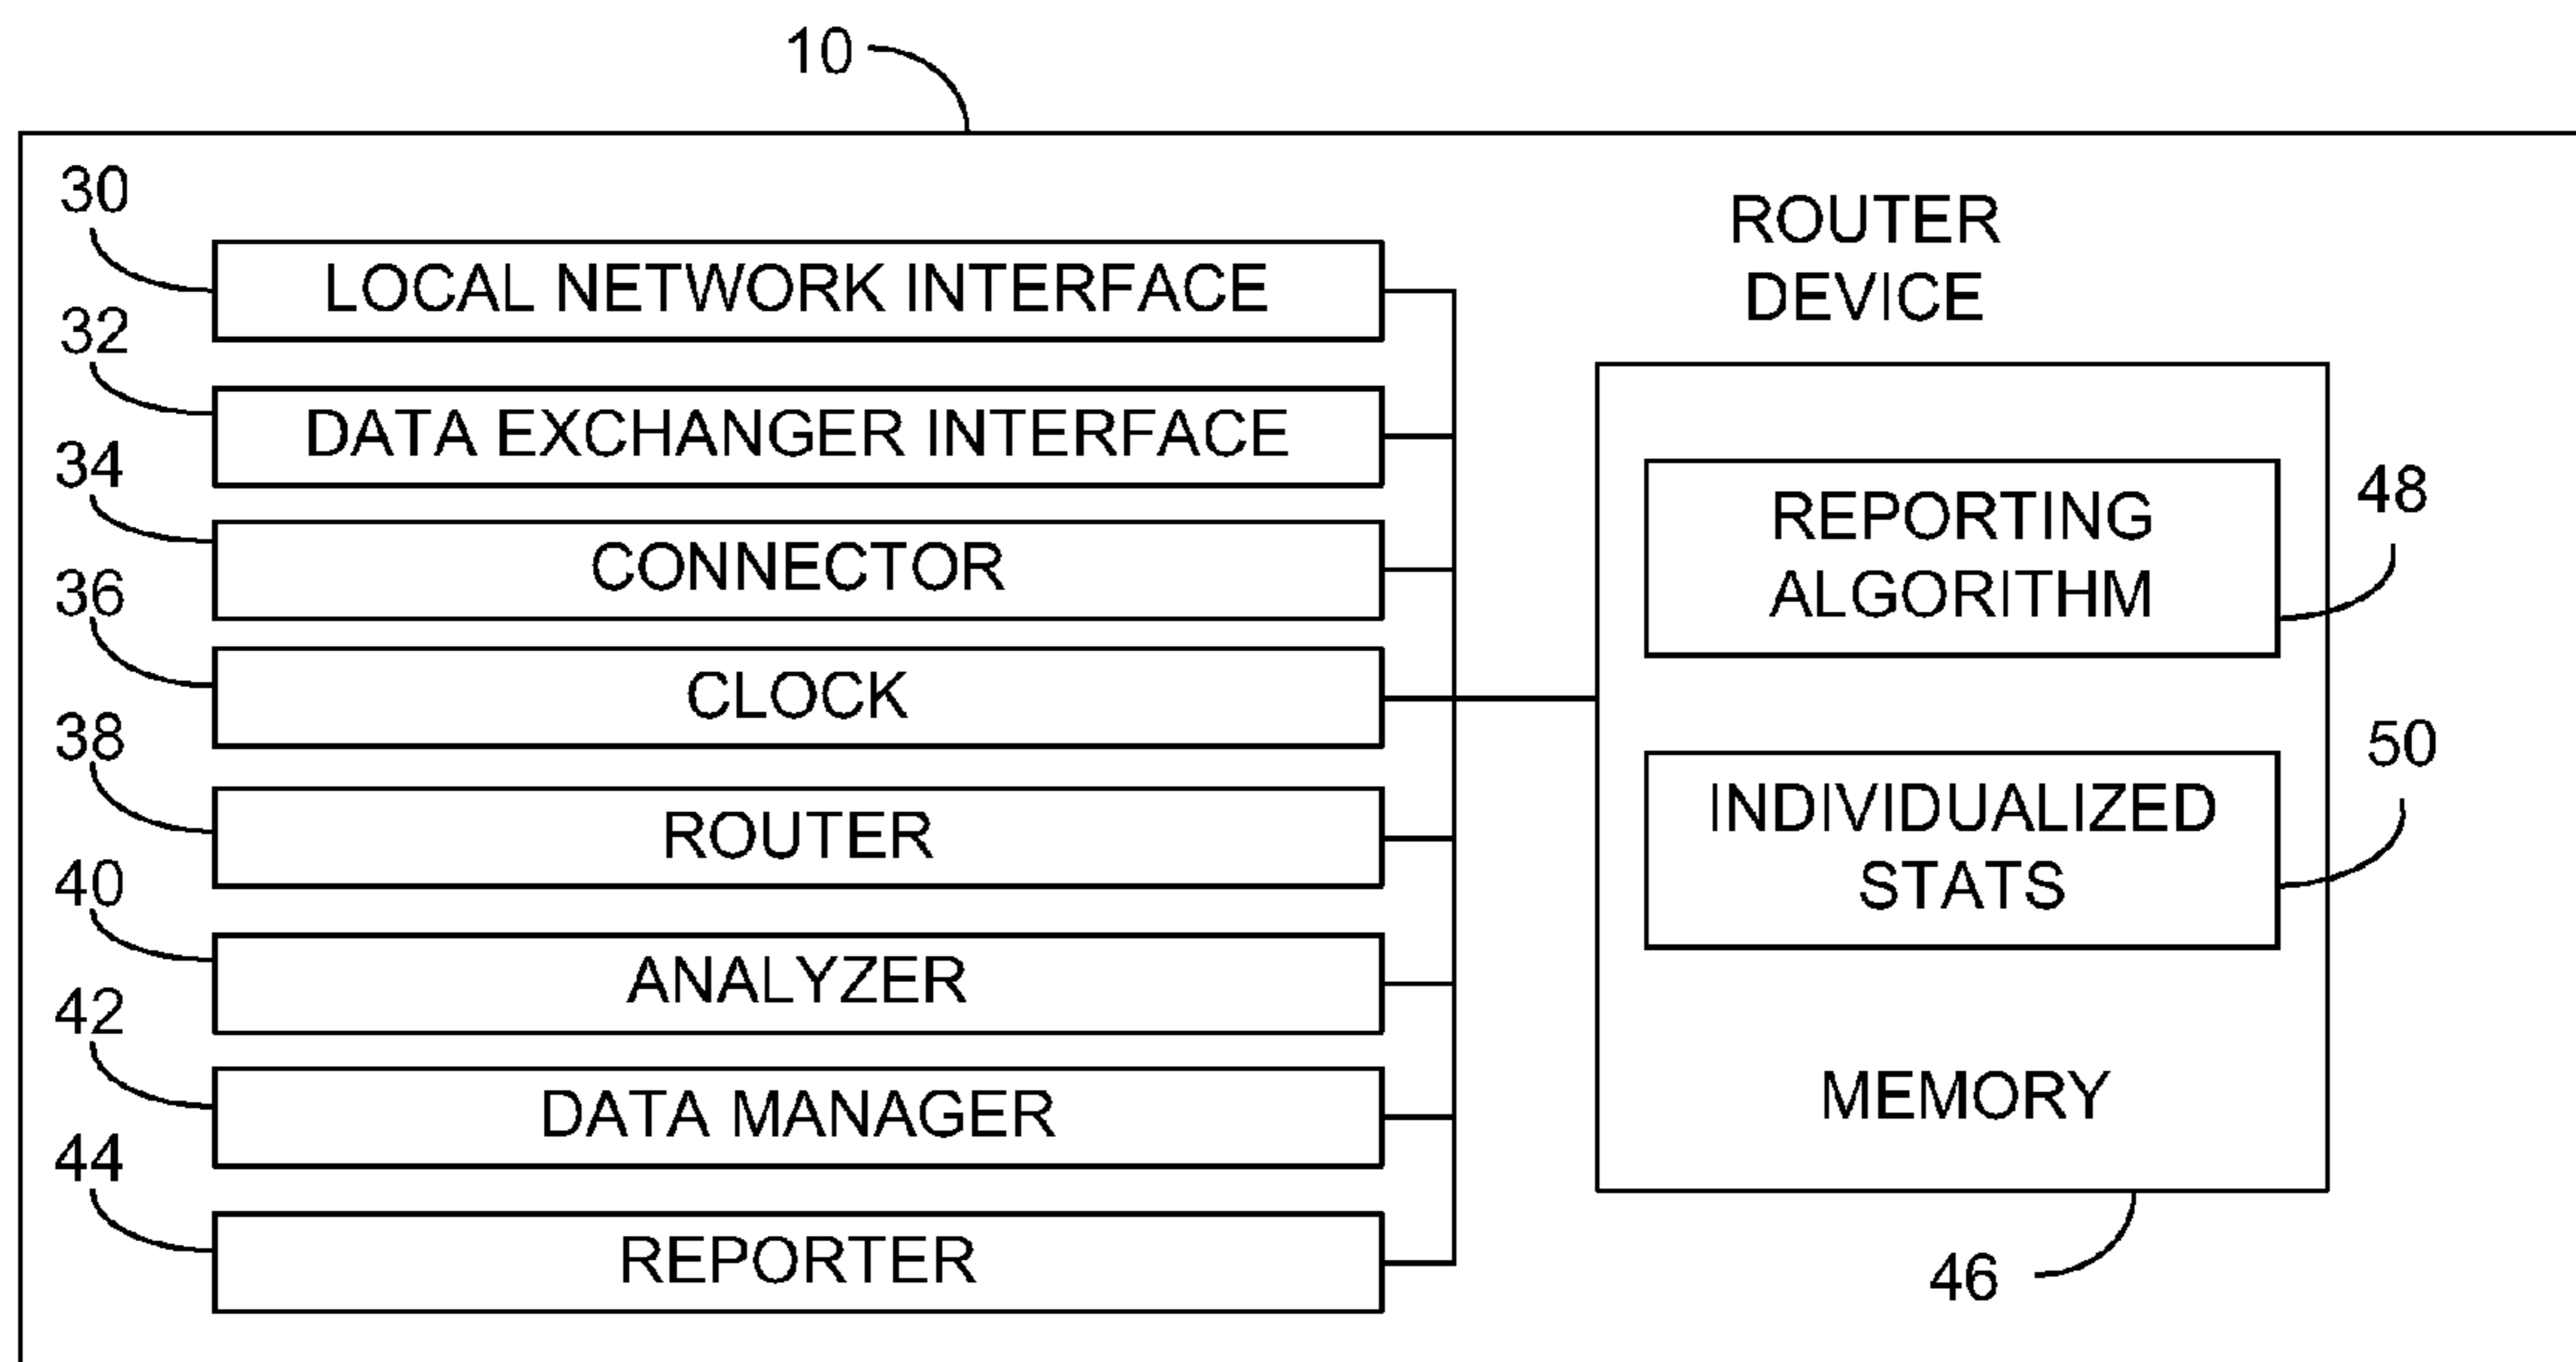 10
30
LOCAL NETWORK INTERFACE
32
DATA EXCHANGER INTERFACE
34
CONNECTOR
36
CLOCK
38
ROUTER
40
ANALYZER
42
DATA MANAGER
44
REPORTER
ROUTER
DEVICE
REPORTING
ALGORITHM
48
INDIVIDUALIZED
STATS
50
MEMORY
46